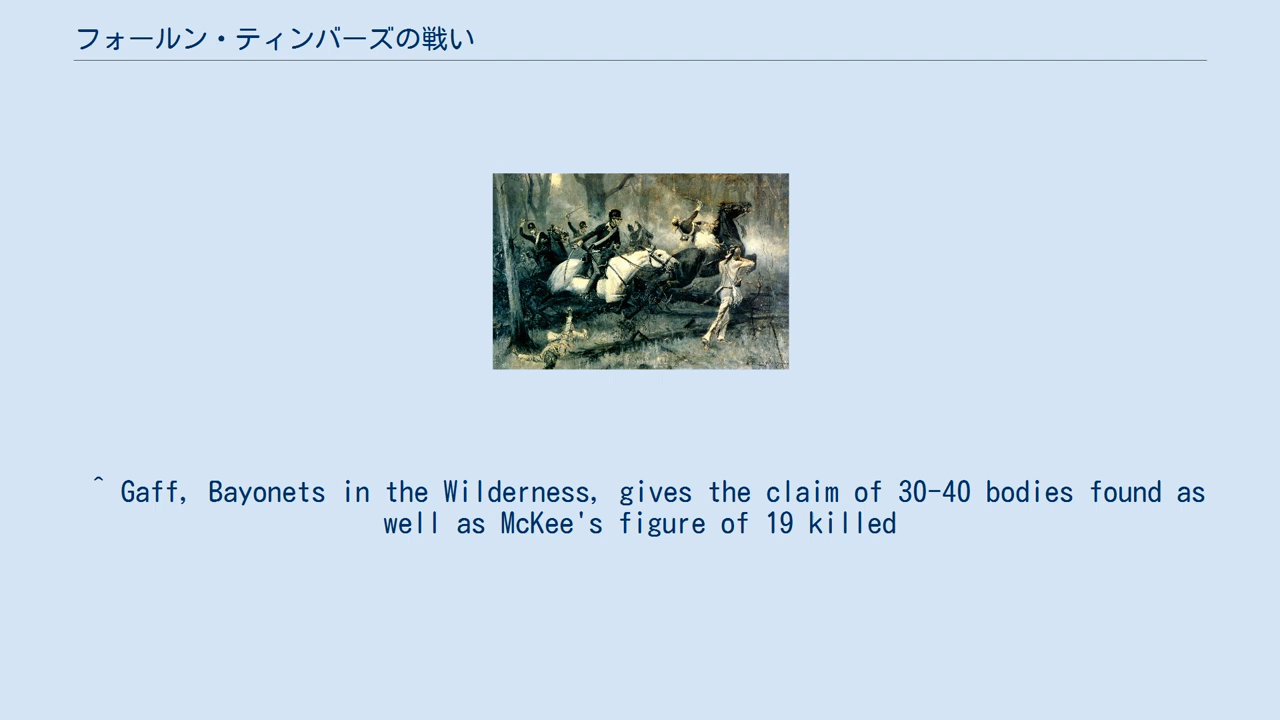 フォールン・ティンバーズの戦い
^ Gaff, Bayonets in the Wilderness, gives the claim of 30-40 bodies found as
well as McKee's figure of 19 killed